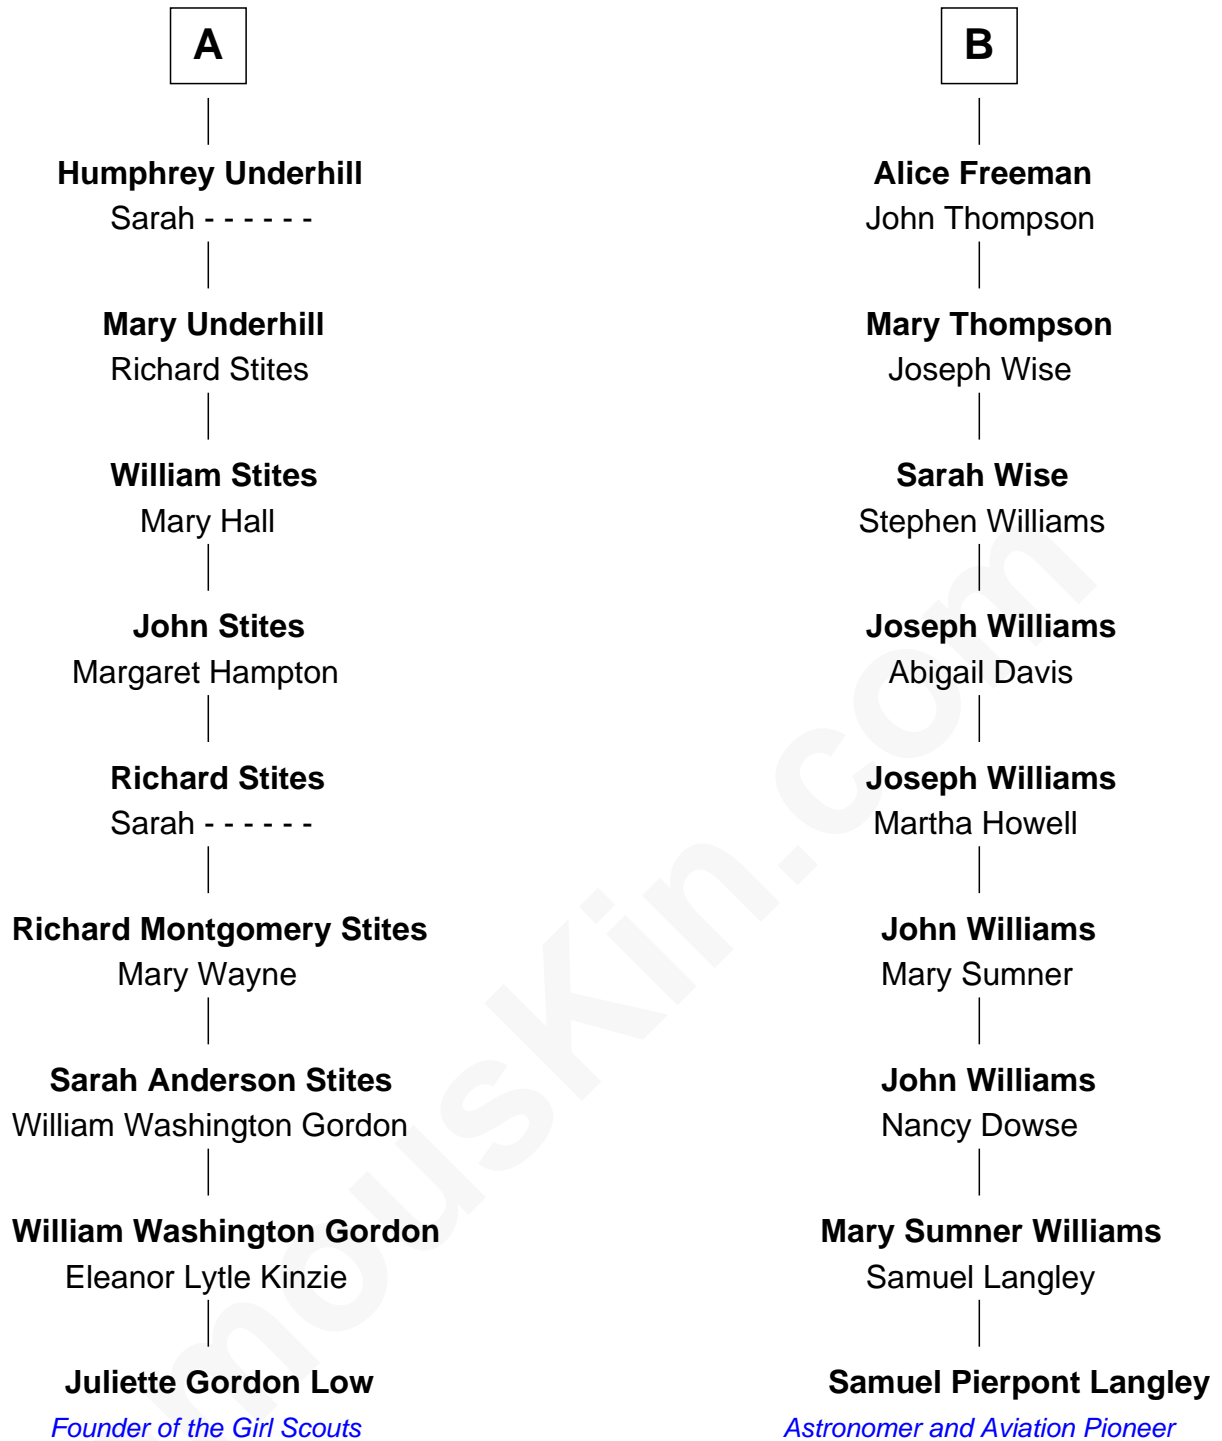 A
Humphrey Underhill
Sarah - - - - - -
Mary Underhill
Richard Stites
William Stites
Mary Hall
John Stites
Margaret Hampton
Richard Stites
Sarah - - - - - -
Richard Montgomery Stites
Mary Wayne
Sarah Anderson Stites
William Washington Gordon
William Washington Gordon
Eleanor Lytle Kinzie
Juliette Gordon Low
Founder of the Girl Scouts
B
Alice Freeman
John Thompson
Mary Thompson
Joseph Wise
Sarah Wise
Stephen Williams
Joseph Williams
Abigail Davis
Joseph Williams
Martha Howell
John Williams
Mary Sumner
John Williams
Nancy Dowse
Mary Sumner Williams
Samuel Langley
Samuel Pierpont Langley
Astronomer and Aviation Pioneer
mousKin.com